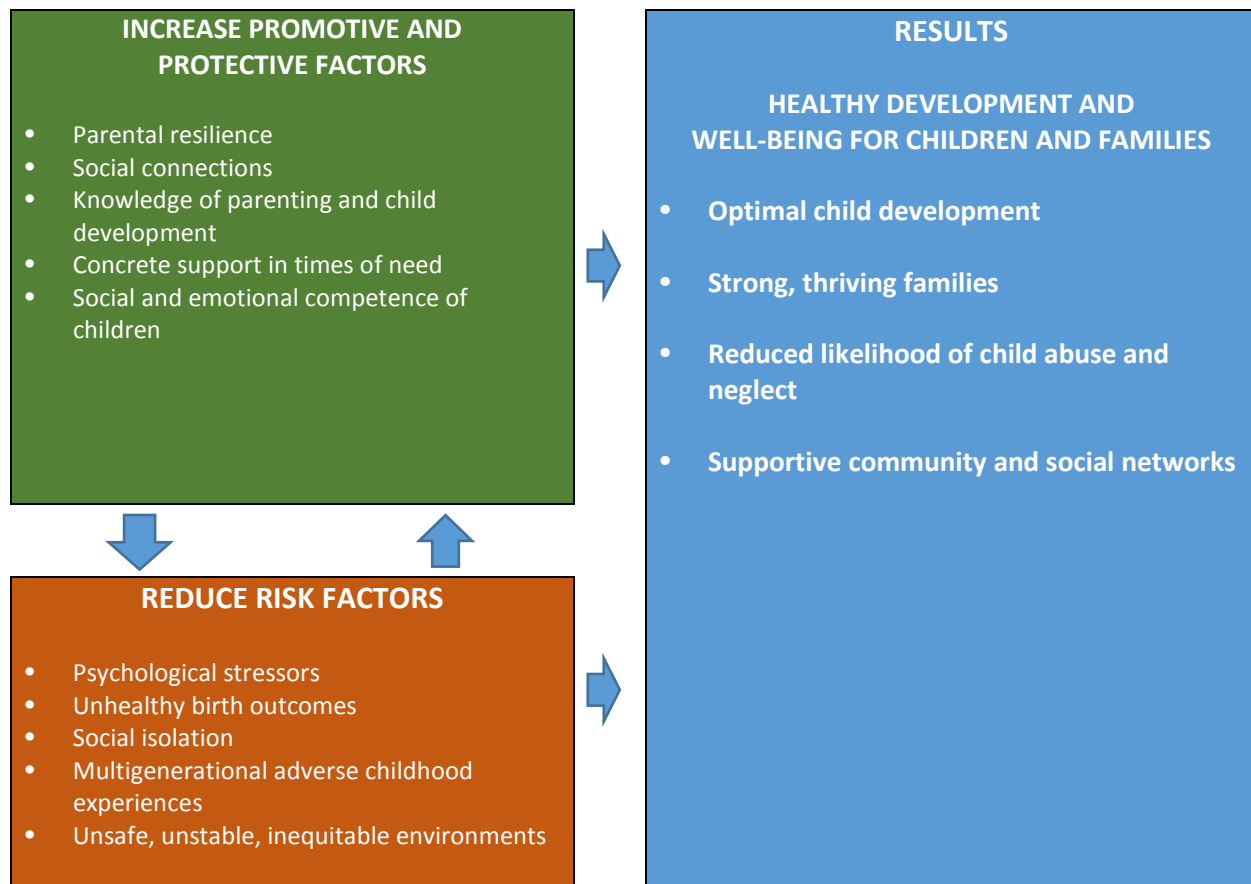 INCREASE PROMOTIVE AND
PROTECTIVE FACTORS
• Parental resilience
• Social connections
• Knowledge of parenting and child
development
• Concrete support in times of need
• Social and emotional competence of
children
REDUCE RISK FACTORS
• Psychological stressors
• Unhealthy birth outcomes
• Social isolation
• Multigenerational adverse childhood
experiences
• Unsafe, unstable, inequitable environments
RESULTS
HEALTHY DEVELOPMENT AND
WELL-BEING FOR CHILDREN AND FAMILIES
• Optimal child development
• Strong, thriving families
• Reduced likelihood of child abuse and
neglect
• Supportive community and social networks